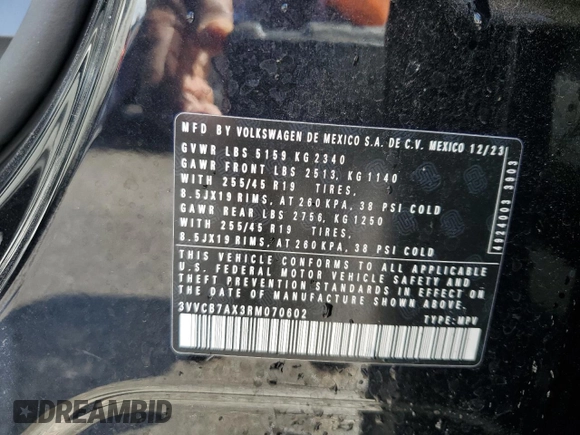 MFD BY VOLKSWAGEN DE MEXICO S.A. DE C.V. MEXICO 12/23
GVWR LBS 5159 KG 2340
GAWR FRONT LBS 2513, KG 1140
WITH 255/45 R19 TIRES,
8.5JX19 RIMS, AT 260 KPA, 38 PSI COLD
GAWR REAR LBS 2756, KG 1250
WITH 255/45 R19 TIRES,
8.5JX19 RIMS, AT 260 KPA, 38 PSI COLD
THIS VEHICLE CONFORMS TO ALL APPLICABLE
U.S. FEDERAL MOTOR VEHICLE SAFETY AND
THEFT PREVENTION STANDARDS IN EFFECT ON
THE DATE OF MANUFACTURE SHOWN ABOVE.
3VVCB7AX3RM070602 TYPE:MPV
4924003 3003
DREAMBID